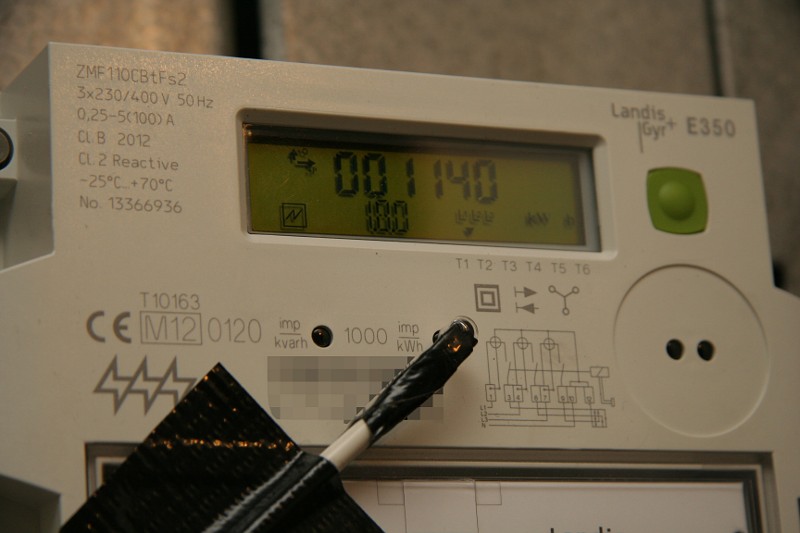 ZMF110CBtFs2
3x230/400 V 50 Hz
0,25-5(100) A
Cl.B 2012
Cl.2 Reactive
-25°C...+70°C
No. 13366936
Landis
Gyr+ E350
001140
1.8.0
kW h
T1 T2 T3 T4 T5 T6
T10163
CE M12 0120
imp
kvarh
1000
imp
kWh